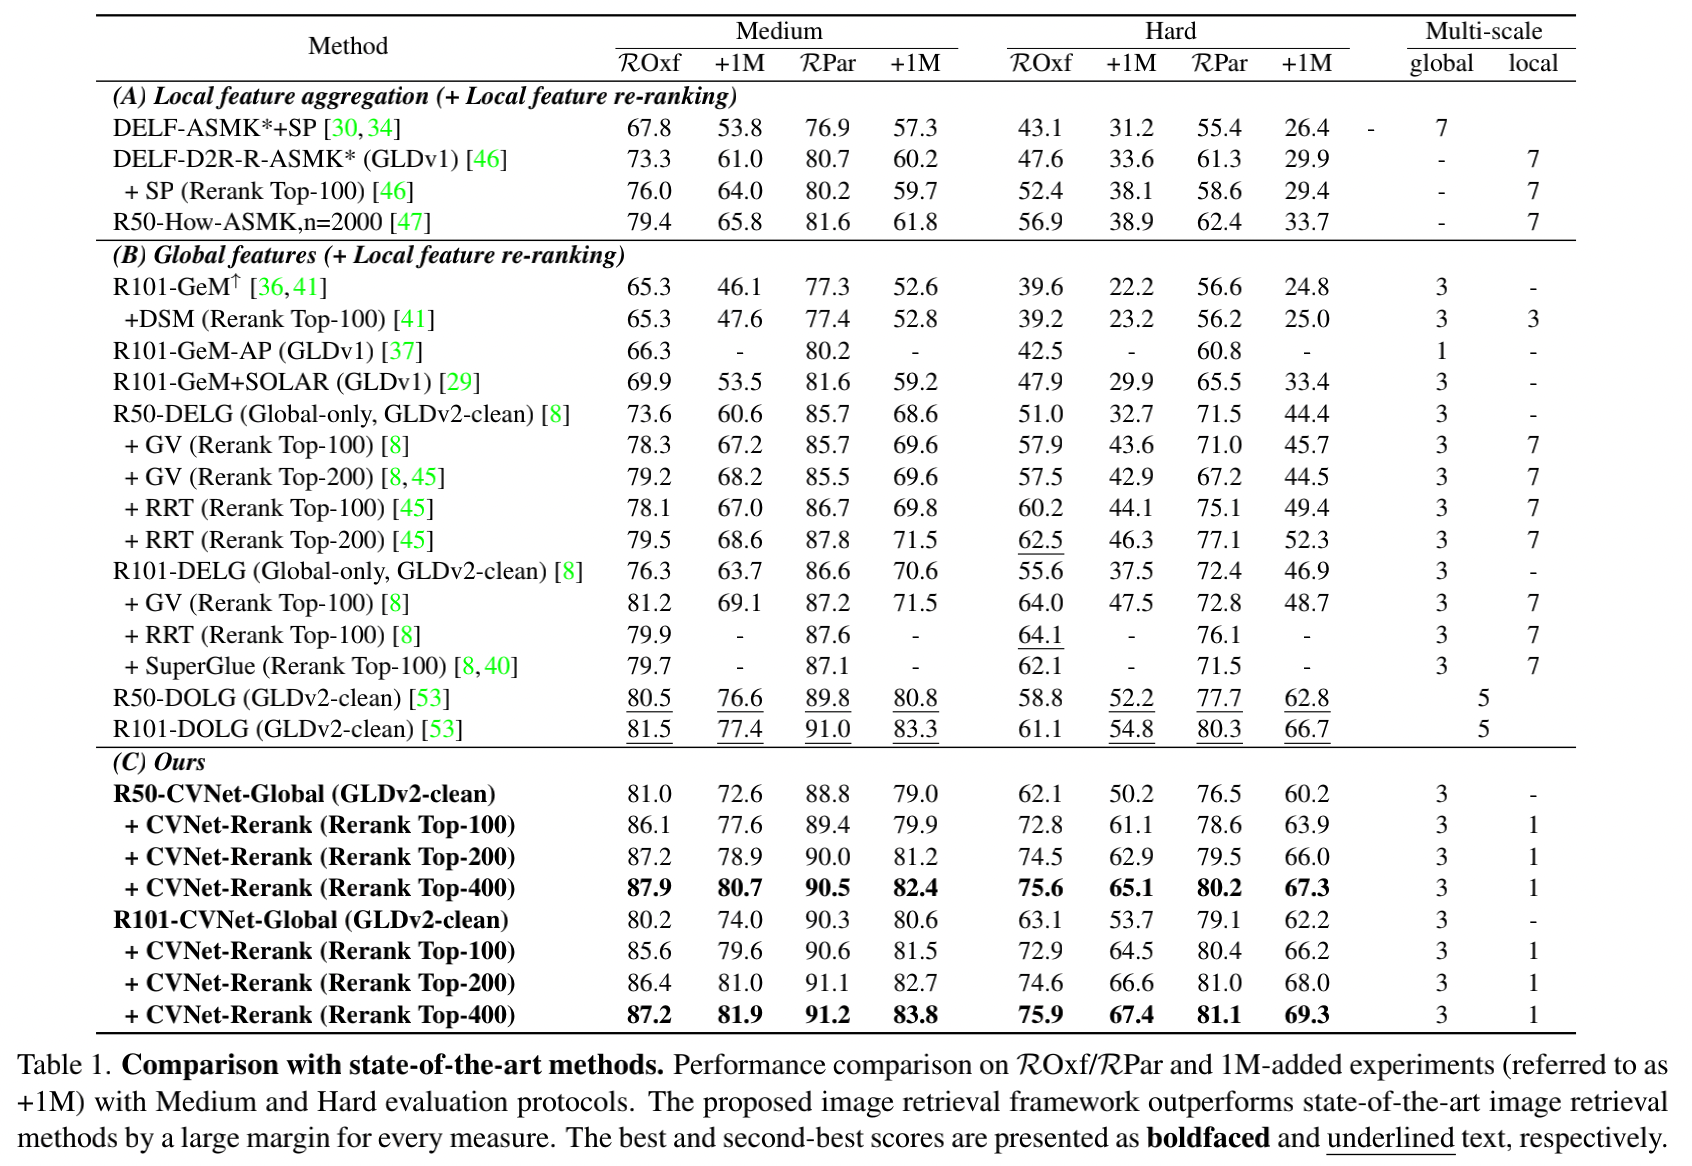 Method Medium Hard Multi-scale
ROxf +1M RPar +1M ROxf +1M RPar +1M global local
(A) Local feature aggregation (+ Local feature re-ranking)
DELF-ASMK*+SP [30, 34] 67.8 53.8 76.9 57.3 43.1 31.2 55.4 26.4 - 7
DELF-D2R-R-ASMK* (GLDv1) [46] 73.3 61.0 80.7 60.2 47.6 33.6 61.3 29.9 - 7
+ SP (Rerank Top-100) [46] 76.0 64.0 80.2 59.7 52.4 38.1 58.6 29.4 - 7
R50-How-ASMK,n=2000 [47] 79.4 65.8 81.6 61.8 56.9 38.9 62.4 33.7 - 7
(B) Global features (+ Local feature re-ranking)
R101-GeM↑ [36, 41] 65.3 46.1 77.3 52.6 39.6 22.2 56.6 24.8 3 -
+DSM (Rerank Top-100) [41] 65.3 47.6 77.4 52.8 39.2 23.2 56.2 25.0 3 3
R101-GeM-AP (GLDv1) [37] 66.3 - 80.2 - 42.5 - 60.8 - 1 -
R101-GeM+SOLAR (GLDv1) [29] 69.9 53.5 81.6 59.2 47.9 29.9 65.5 33.4 3 -
R50-DELG (Global-only, GLDv2-clean) [8] 73.6 60.6 85.7 68.6 51.0 32.7 71.5 44.4 3 -
+ GV (Rerank Top-100) [8] 78.3 67.2 85.7 69.6 57.9 43.6 71.0 45.7 3 7
+ GV (Rerank Top-200) [8, 45] 79.2 68.2 85.5 69.6 57.5 42.9 67.2 44.5 3 7
+ RRT (Rerank Top-100) [45] 78.1 67.0 86.7 69.8 60.2 44.1 75.1 49.4 3 7
+ RRT (Rerank Top-200) [45] 79.5 68.6 87.8 71.5 62.5 46.3 77.1 52.3 3 7
R101-DELG (Global-only, GLDv2-clean) [8] 76.3 63.7 86.6 70.6 55.6 37.5 72.4 46.9 3 -
+ GV (Rerank Top-100) [8] 81.2 69.1 87.2 71.5 64.0 47.5 72.8 48.7 3 7
+ RRT (Rerank Top-100) [8] 79.9 - 87.6 - 64.1 - 76.1 - 3 7
+ SuperGlue (Rerank Top-100) [8, 40] 79.7 - 87.1 - 62.1 - 71.5 - 3 7
R50-DOLG (GLDv2-clean) [53] 80.5 76.6 89.8 80.8 58.8 52.2 77.7 62.8 5
R101-DOLG (GLDv2-clean) [53] 81.5 77.4 91.0 83.3 61.1 54.8 80.3 66.7 5
(C) Ours
R50-CVNet-Global (GLDv2-clean) 81.0 72.6 88.8 79.0 62.1 50.2 76.5 60.2 3 -
+ CVNet-Rerank (Rerank Top-100) 86.1 77.6 89.4 79.9 72.8 61.1 78.6 63.9 3 1
+ CVNet-Rerank (Rerank Top-200) 87.2 78.9 90.0 81.2 74.5 62.9 79.5 66.0 3 1
+ CVNet-Rerank (Rerank Top-400) 87.9 80.7 90.5 82.4 75.6 65.1 80.2 67.3 3 1
R101-CVNet-Global (GLDv2-clean) 80.2 74.0 90.3 80.6 63.1 53.7 79.1 62.2 3 -
+ CVNet-Rerank (Rerank Top-100) 85.6 79.6 90.6 81.5 72.9 64.5 80.4 66.2 3 1
+ CVNet-Rerank (Rerank Top-200) 86.4 81.0 91.1 82.7 74.6 66.6 81.0 68.0 3 1
+ CVNet-Rerank (Rerank Top-400) 87.2 81.9 91.2 83.8 75.9 67.4 81.1 69.3 3 1
Table 1. Comparison with state-of-the-art methods. Performance comparison on ROxf/RPar and 1M-added experiments (referred to as
+1M) with Medium and Hard evaluation protocols. The proposed image retrieval framework outperforms state-of-the-art image retrieval
methods by a large margin for every measure. The best and second-best scores are presented as boldfaced and underlined text, respectively.